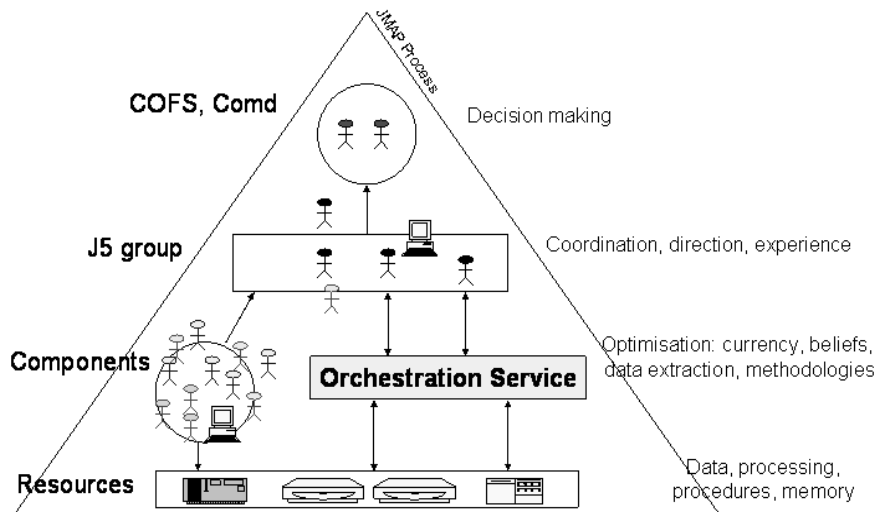 JMAP Process
COFS, Comd
Decision making
J5 group
Coordination, direction, experience
Components
Optimisation: currency, beliefs,
data extraction, methodologies
Orchestration Service
Resources
Data, processing,
procedures, memory